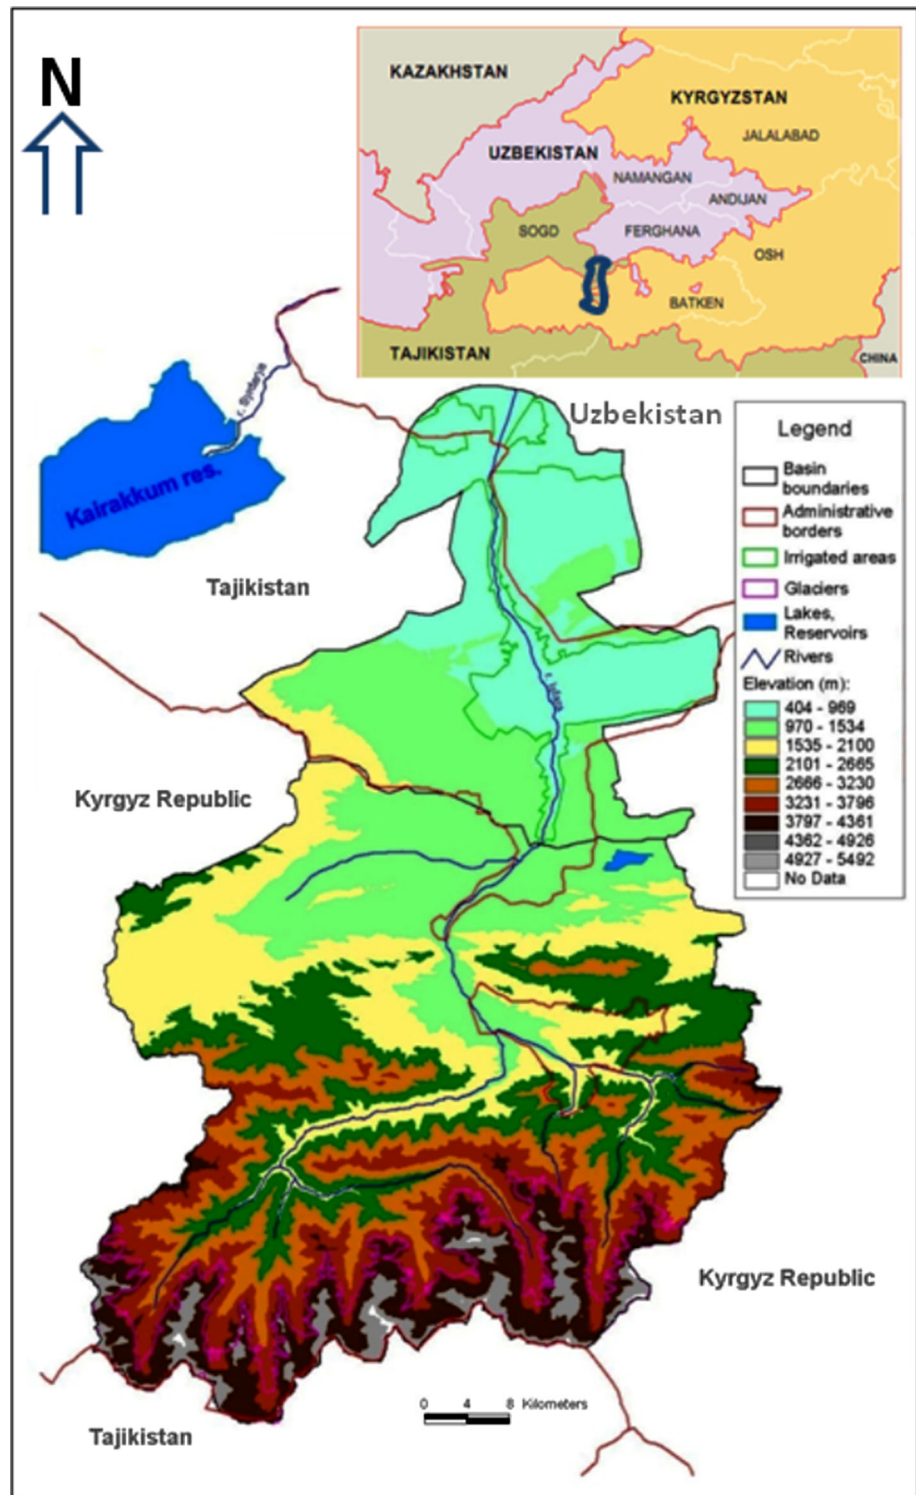 N
KAZAKHSTAN
KYRGYZSTAN
JALALABAD
UZBEKISTAN
NAMANGAN
ANDIJAN
SOGD
FERGHANA
OSH
BATKEN
TAJIKISTAN
CHINA
r. Syrdarja
Kairakkum res.
Uzbekistan
Tajikistan
Kyrgyz Republic
r. Isfara
Legend
Basin
boundaries
Administrative
borders
Irrigated areas
Glaciers
Lakes,
Reservoirs
Rivers
Elevation (m):
404 - 969
970 - 1534
1535 - 2100
2101 - 2665
2666 - 3230
3231 - 3796
3797 - 4361
4362 - 4926
4927 - 5492
No Data
Kyrgyz Republic
0 4 8 Kilometers
Tajikistan